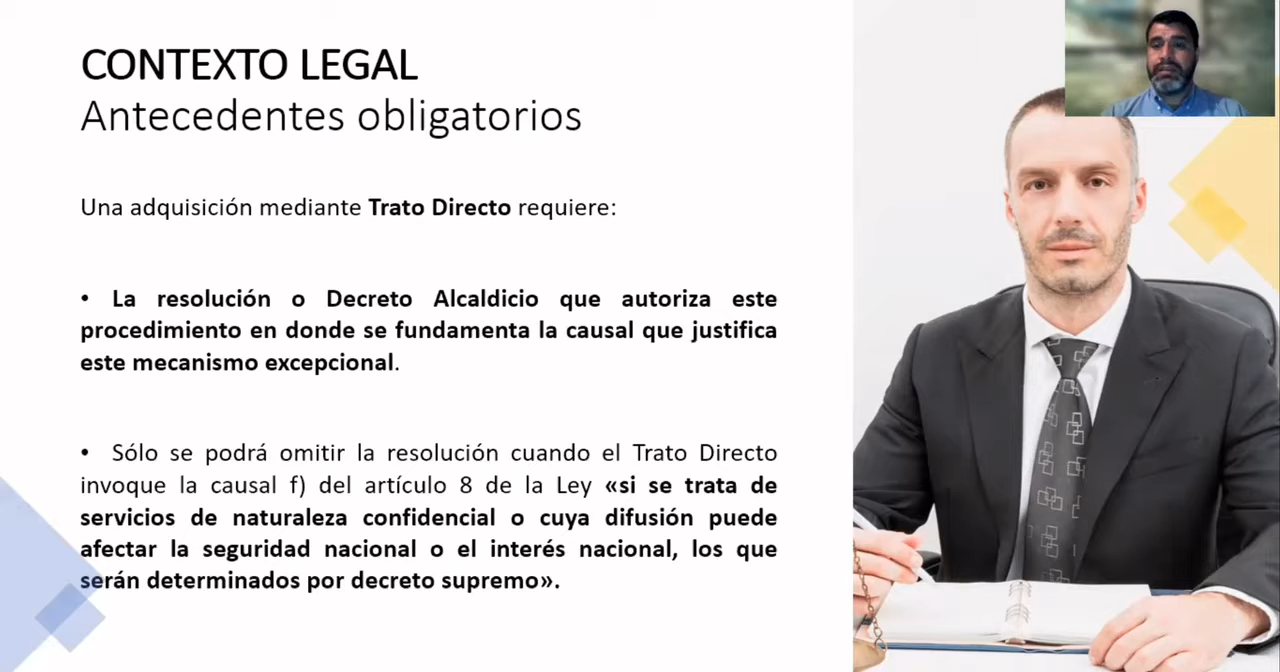 CONTEXTO LEGAL
Antecedentes obligatorios
Una adquisición mediante Trato Directo requiere:
• La resolución o Decreto Alcaldicio que autoriza este
procedimiento en donde se fundamenta la causal que justifica
este mecanismo excepcional.
• Sólo se podrá omitir la resolución cuando el Trato Directo
invoque la causal f) del artículo 8 de la Ley «si se trata de
servicios de naturaleza confidencial o cuya difusión puede
afectar la seguridad nacional o el interés nacional, los que
serán determinados por decreto supremo».